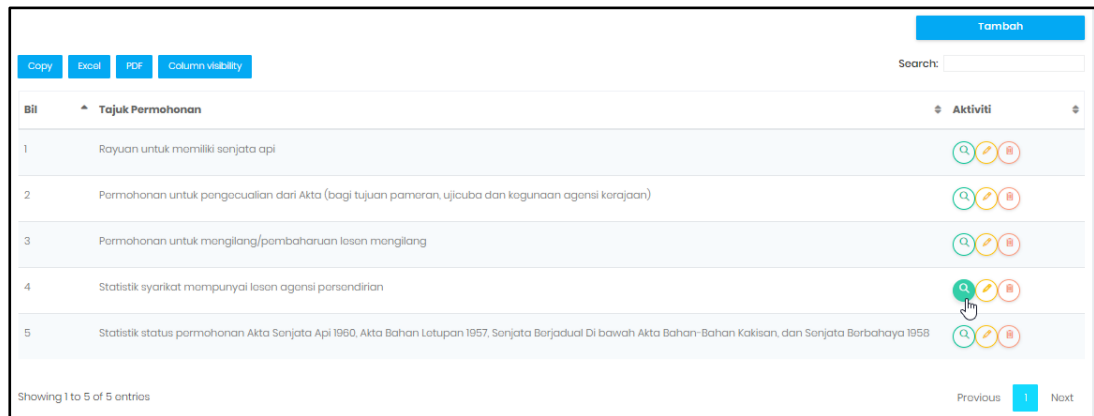 Tambah
Copy Excel PDF Column visibility Search:
Bil Tajuk Permohonan Aktiviti
1 Rayuan untuk memiliki senjata api
2 Permohonan untuk pengecualian dari Akta (bagi tujuan pameran, ujicuba dan kegunaan agensi kerajaan)
3 Permohonan untuk mengilang/pembaharuan lesen mengilang
4 Statistik syarikat mempunyai lesen agensi persendirian
5 Statistik status permohonan Akta Senjata Api 1960, Akta Bahan Letupan 1957, Senjata Berjadual Di bawah Akta Bahan-Bahan Kakisan, dan Senjata Berbahaya 1958
Showing 1 to 5 of 5 entries Previous 1 Next